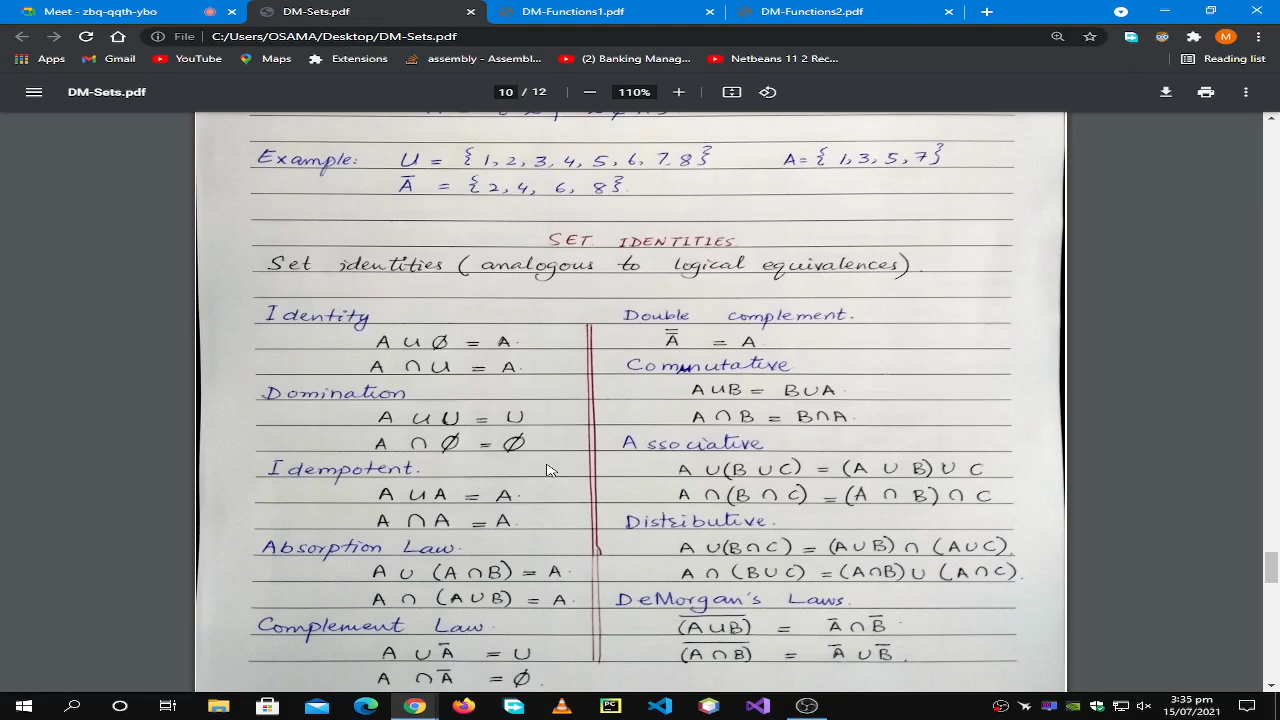 Meet - zbq-qqth-ybo
DM-Sets.pdf
DM-Functions1.pdf
DM-Functions2.pdf
File
C:/Users/OSAMA/Desktop/DM-Sets.pdf
M
Apps
Gmail
YouTube
Maps
Extensions
assembly - Assembl...
(2) Banking Manag...
Netbeans 11 2 Rec...
Reading list
DM-Sets.pdf
10 / 12
110%
Example: U = {1, 2, 3, 4, 5, 6, 7, 8} A = {1, 3, 5, 7}
A̅ = {2, 4, 6, 8}.
SET IDENTITIES
Set identities (analogous to logical equivalences).
Identity
A ∪ ∅ = A.
A ∩ U = A.
Domination
A ∪ U = U
A ∩ ∅ = ∅
Idempotent.
A ∪ A = A.
A ∩ A = A.
Absorption Law.
A ∪ (A ∩ B) = A.
A ∩ (A ∪ B) = A.
Complement Law.
A ∪ A̅ = U
A ∩ A̅ = ∅.
Double complement.
A̿ = A
Commutative
A ∪ B = B ∪ A.
A ∩ B = B ∩ A.
Associative
A ∪ (B ∪ C) = (A ∪ B) ∪ C
A ∩ (B ∩ C) = (A ∩ B) ∩ C
Distributive.
A ∪ (B ∩ C) = (A ∪ B) ∩ (A ∪ C).
A ∩ (B ∪ C) = (A ∩ B) ∪ (A ∩ C).
DeMorgan's Laws.
(A ∪ B)̅ = A̅ ∩ B̅.
(A ∩ B)̅ = A̅ ∪ B̅.
3:35 pm
15/07/2021